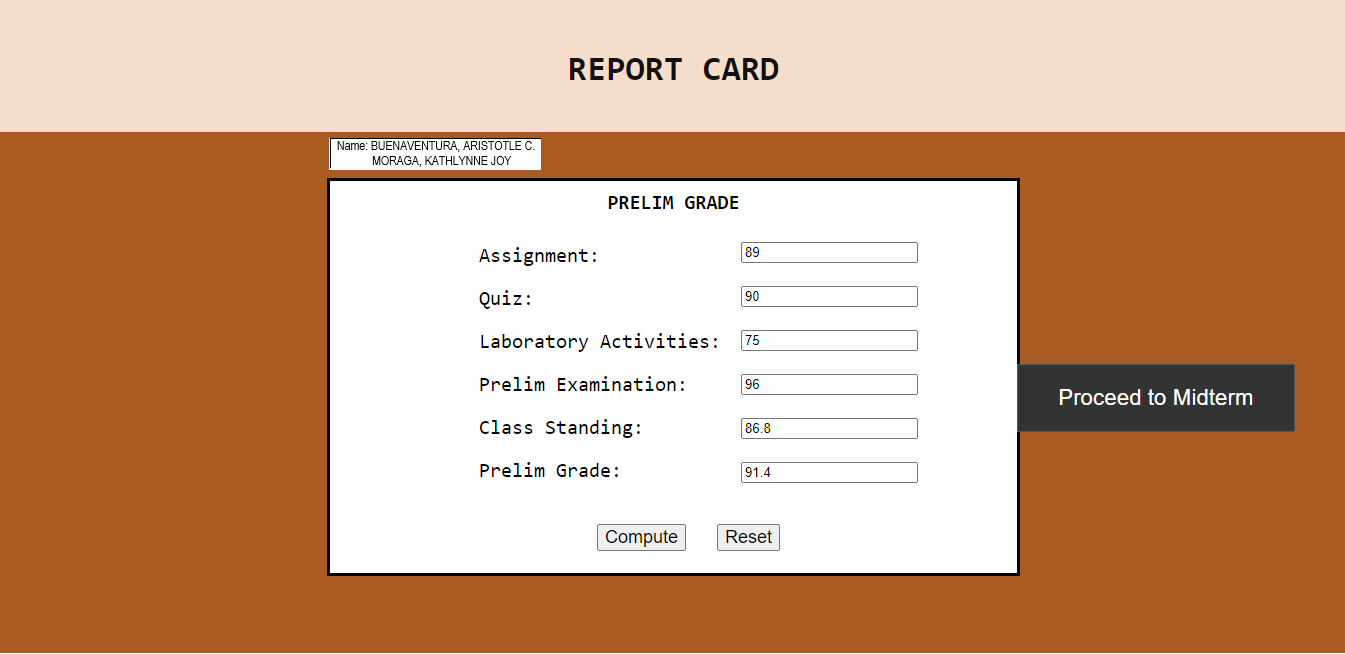 REPORT CARD
Name: BUENAVENTURA, ARISTOTLE C.
MORAGA, KATHLYNNE JOY
PRELIM GRADE
Assignment: 89
Quiz: 90
Laboratory Activities: 75
Prelim Examination: 96
Class Standing: 86.8
Prelim Grade: 91.4
Proceed to Midterm
Compute Reset